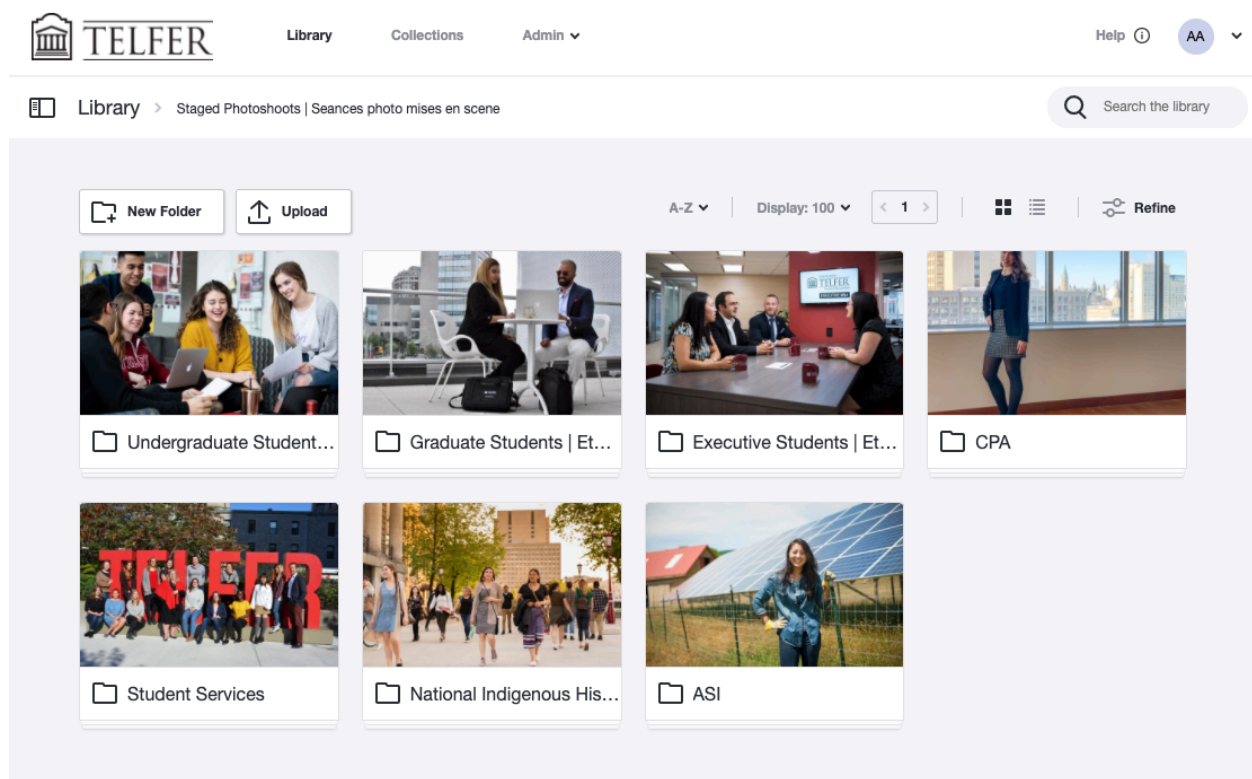 TELFER
Library
Collections
Admin
Help
AA
Library > Staged Photoshoots | Seances photo mises en scene
Search the library
New Folder
Upload
A-Z
Display: 100
< 1 >
Refine
TELFER
Undergraduate Student...
Graduate Students | Et...
Executive Students | Et...
CPA
TELFER
Student Services
National Indigenous His...
ASI